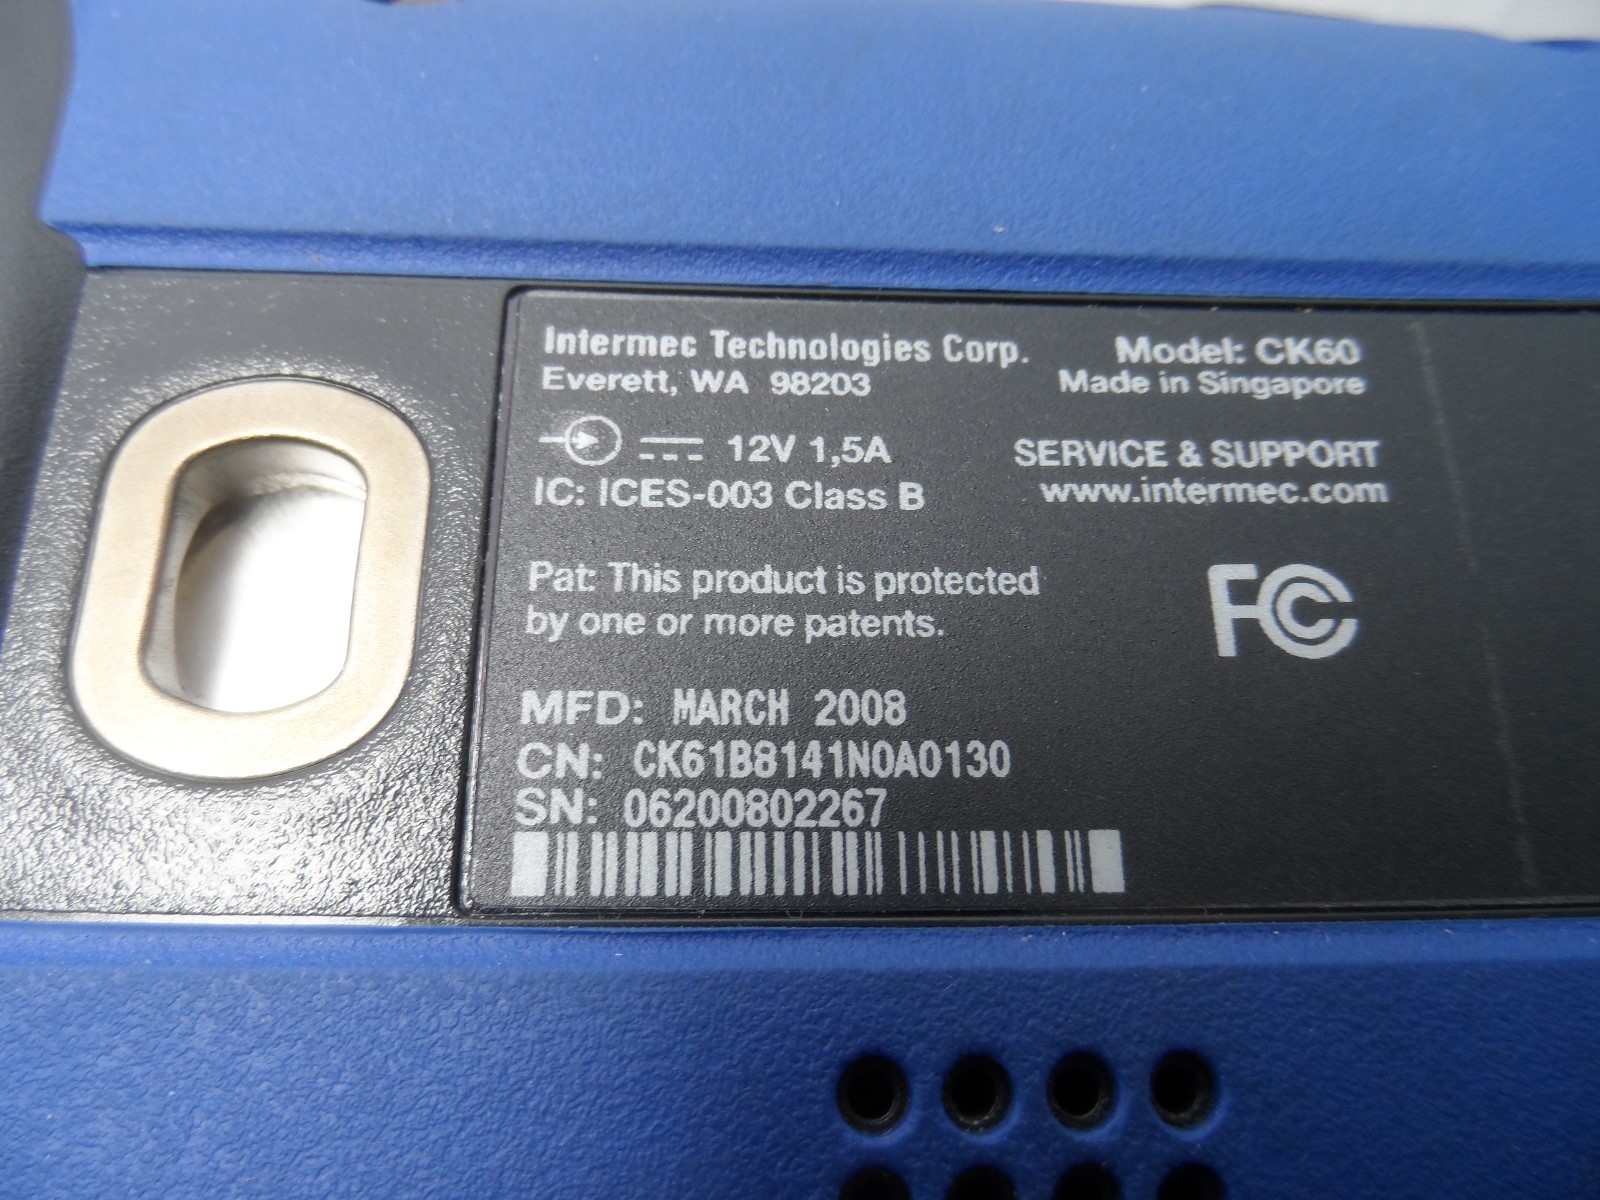 Intermec Technologies Corp.
Everett, WA 98203
Model: CK60
Made in Singapore
12V 1,5A
IC: ICES-003 Class B
SERVICE & SUPPORT
www.intermec.com
Pat: This product is protected
by one or more patents.
FC
MFD: MARCH 2008
CN: CK61B8141N0A0130
SN: 06200802267